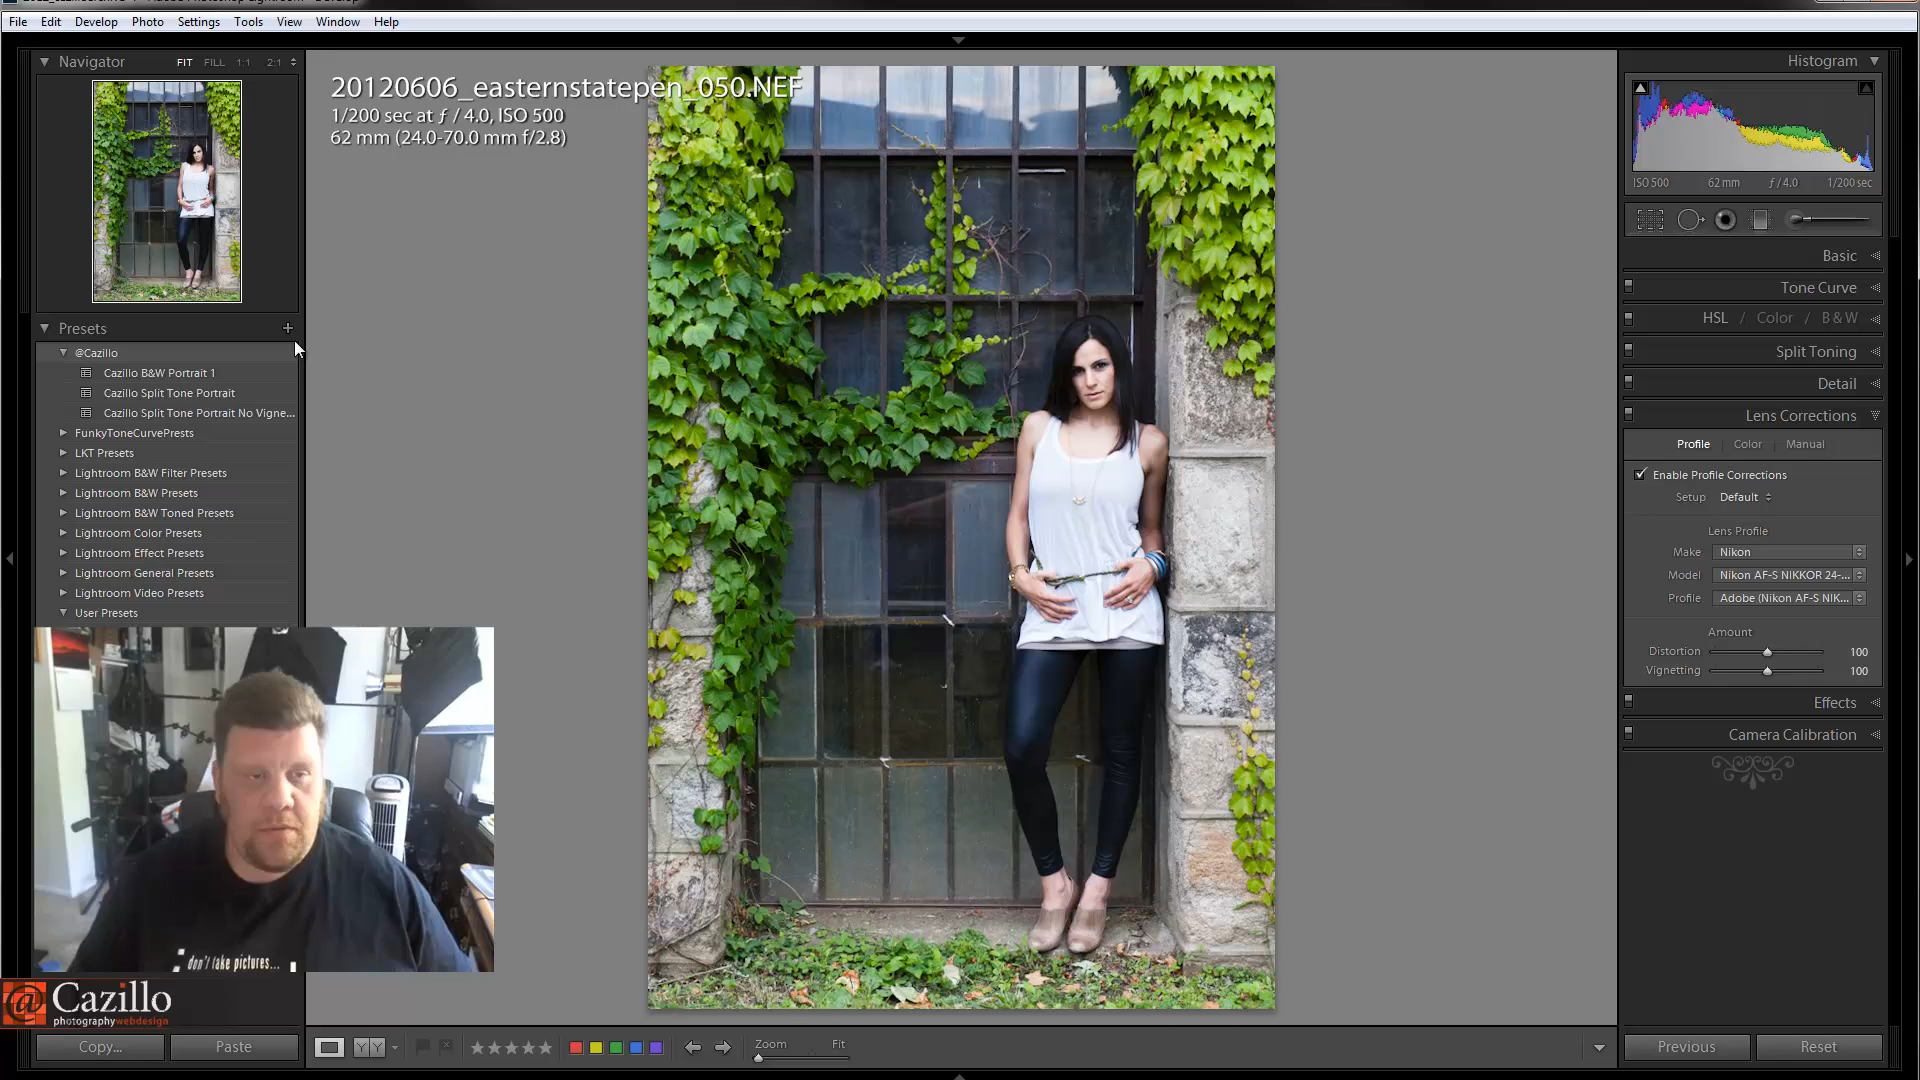 File Edit Develop Photo Settings Tools View Window Help
Navigator FIT FILL 1:1 2:1
Presets +
@Cazillo
Cazillo B&W Portrait 1
Cazillo Split Tone Portrait
Cazillo Split Tone Portrait No Vigne...
FunkyToneCurvePrests
LKT Presets
Lightroom B&W Filter Presets
Lightroom B&W Presets
Lightroom B&W Toned Presets
Lightroom Color Presets
Lightroom Effect Presets
Lightroom General Presets
Lightroom Video Presets
User Presets
don't take pictures...
@Cazillo
photographywebdesign
Copy... Paste
20120606_easternstatepen_050.NEF
1/200 sec at ƒ / 4.0, ISO 500
62 mm (24.0-70.0 mm f/2.8)
YY
Zoom Fit
Histogram
ISO 500 62 mm ƒ / 4.0 1/200 sec
Basic
Tone Curve
HSL / Color / B & W
Split Toning
Detail
Lens Corrections
Profile Color Manual
Enable Profile Corrections
Setup Default
Lens Profile
Make Nikon
Model Nikon AF-S NIKKOR 24-...
Profile Adobe (Nikon AF-S NIK...
Amount
Distortion 100
Vignetting 100
Effects
Camera Calibration
Previous Reset